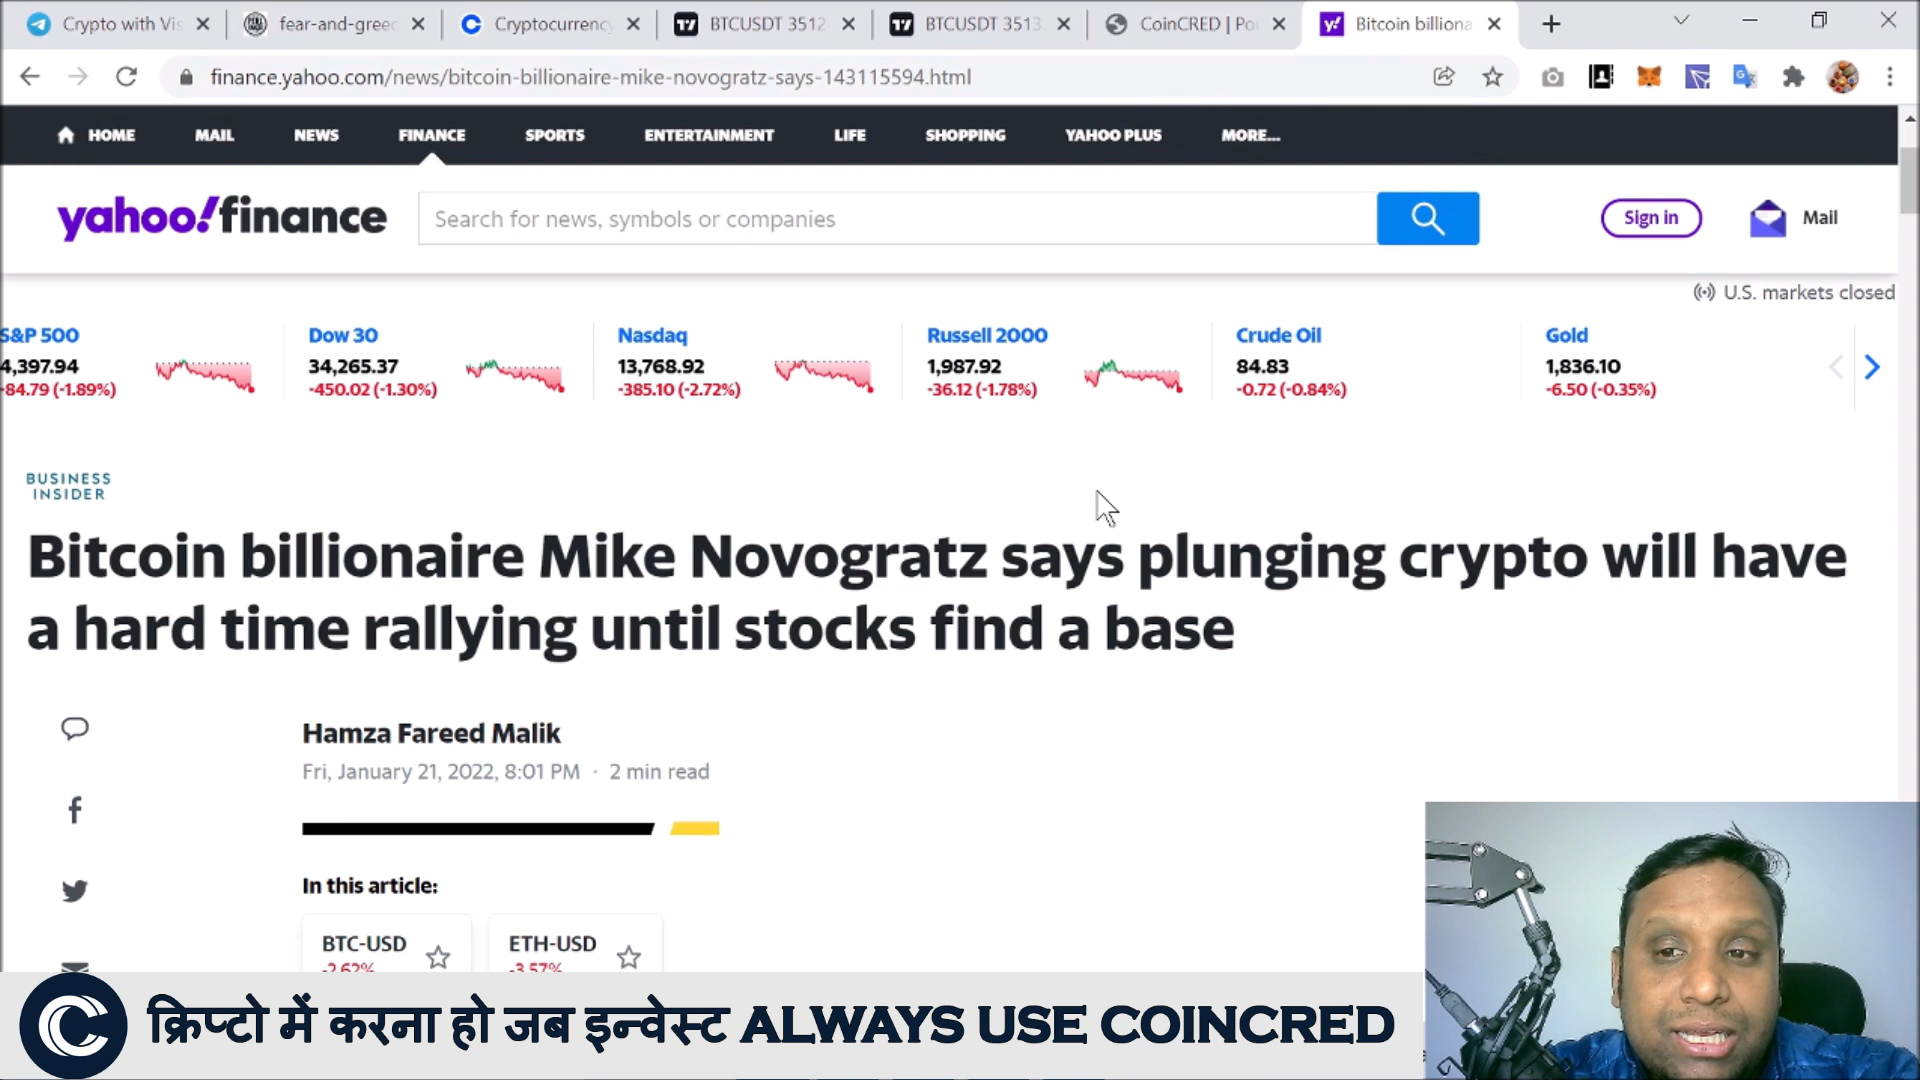 Crypto with Vis
fear-and-greed
Cryptocurrency
BTCUSDT 3512
BTCUSDT 3513
CoinCRED | Po
Bitcoin billiona
finance.yahoo.com/news/bitcoin-billionaire-mike-novogratz-says-143115594.html
HOME MAIL NEWS FINANCE SPORTS ENTERTAINMENT LIFE SHOPPING YAHOO PLUS MORE...
yahoo!finance
Search for news, symbols or companies
Sign in
Mail
U.S. markets closed
S&P 500
4,397.94
-84.79 (-1.89%)
Dow 30
34,265.37
-450.02 (-1.30%)
Nasdaq
13,768.92
-385.10 (-2.72%)
Russell 2000
1,987.92
-36.12 (-1.78%)
Crude Oil
84.83
-0.72 (-0.84%)
Gold
1,836.10
-6.50 (-0.35%)
BUSINESS
INSIDER
Bitcoin billionaire Mike Novogratz says plunging crypto will have
a hard time rallying until stocks find a base
Hamza Fareed Malik
Fri, January 21, 2022, 8:01 PM · 2 min read
In this article:
BTC-USD
-2.62%
ETH-USD
-3.57%
क्रिप्टो में करना हो जब इन्वेस्ट ALWAYS USE COINCRED